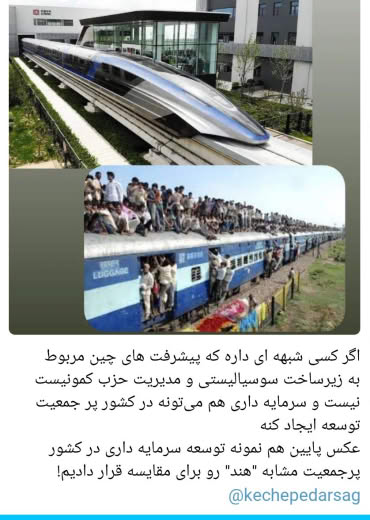 LUGGAGE
اگر کسی شبهه ای داره که پیشرفت های چین مربوط
به زیرساخت سوسیالیستی و مدیریت حزب کمونیست
نیست و سرمایه داری هم می‌تونه در کشور پر جمعیت
توسعه ایجاد کنه
عکس پایین هم نمونه توسعه سرمایه داری در کشور
پرجمعیت مشابه "هند" رو برای مقایسه قرار دادیم!
@kechepedarsag